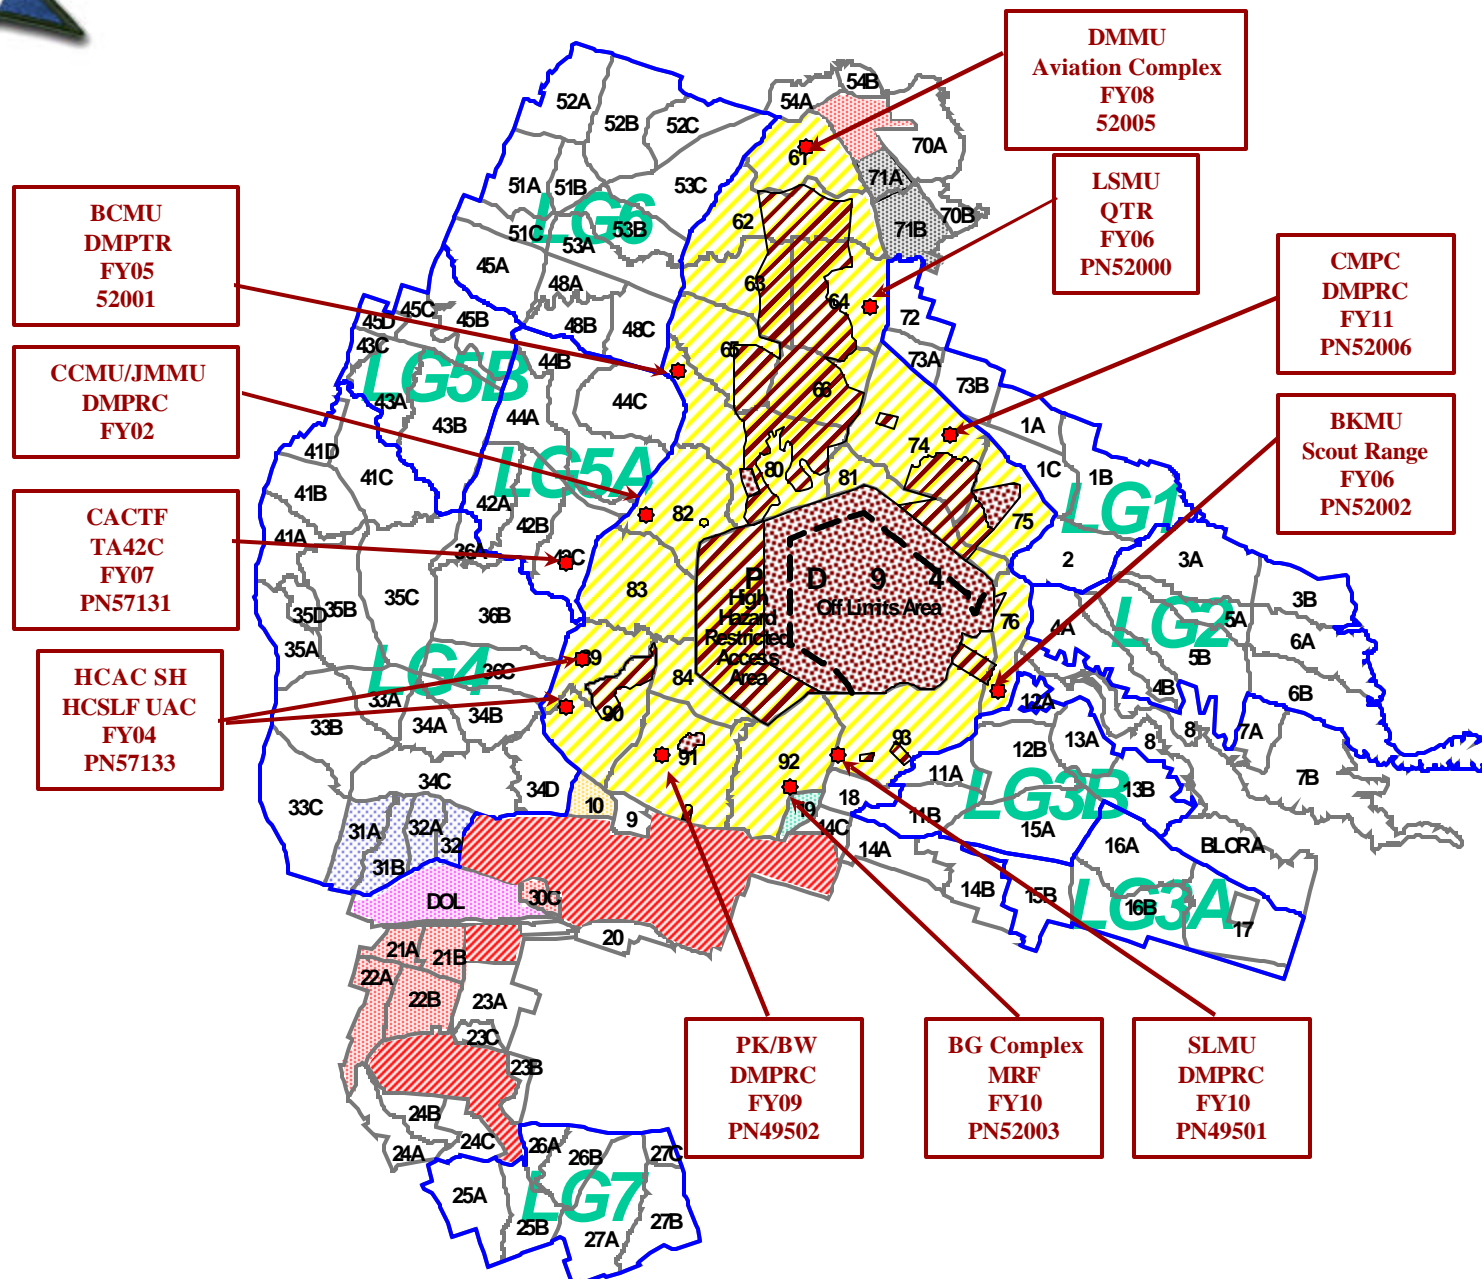 DMMU
Aviation Complex
FY08
52005
LSMU
QTR
FY06
PN52000
BCMU
DMPTR
FY05
52001
CMPC
DMPRC
FY11
PN52006
CCMU/JMMU
DMPRC
FY02
BKMU
Scout Range
FY06
PN52002
CACTF
TA42C
FY07
PN57131
HCAC SH
HCSLF UAC
FY04
PN57133
PK/BW
DMPRC
FY09
PN49502
BG Complex
MRF
FY10
PN52003
SLMU
DMPRC
FY10
PN49501
52A
52B
52C
54A
54B
70A
61
71A
51A
51B
53C
LG6
62
71B
70B
51C
53A
53B
45A
48A
63
64
45D
45C
45B
48B
48C
72
43C
44B
65
73A
73B
LG5B
43A
44C
66
43B
44A
1A
74
41D
41C
LG5A
80
81
1C
1B
41B
42A
42B
82
75
LG1
41A
36A
42C
2
3A
P D 9 4
High
Hazard
Restricted
Access
Area
Off Limits Area
35D
35B
35C
36B
83
76
4A
LG2
5A
3B
6A
35A
LG4
36C
89
84
5B
4B
6B
33A
33B
34A
34B
90
12A
12B
13A
8
8
7A
7B
91
92
93
11A
LG3B
13B
33C
34C
34D
10
9
18
11B
15A
31A
32A
32
31B
14C
14A
16A
BLORA
DOL
30C
14B
15B
LG3A
16B
17
20
21A
21B
22A
22B
23A
23C
23B
24B
24A
24C
26A
26B
27C
LG7
25A
25B
27A
27B